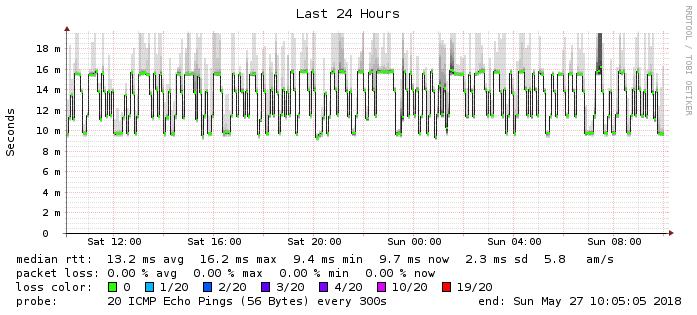 Last 24 Hours
RRDTOOL / TOBI OETIKER
Seconds
18 m
16 m
14 m
12 m
10 m
8 m
6 m
4 m
2 m
0
Sat 12:00 Sat 16:00 Sat 20:00 Sun 00:00 Sun 04:00 Sun 08:00
median rtt: 13.2 ms avg 16.2 ms max 9.4 ms min 9.7 ms now 2.3 ms sd 5.8 am/s
packet loss: 0.00 % avg 0.00 % max 0.00 % min 0.00 % now
loss color: 0 1/20 2/20 3/20 4/20 10/20 19/20
probe: 20 ICMP Echo Pings (56 Bytes) every 300s end: Sun May 27 10:05:05 2018